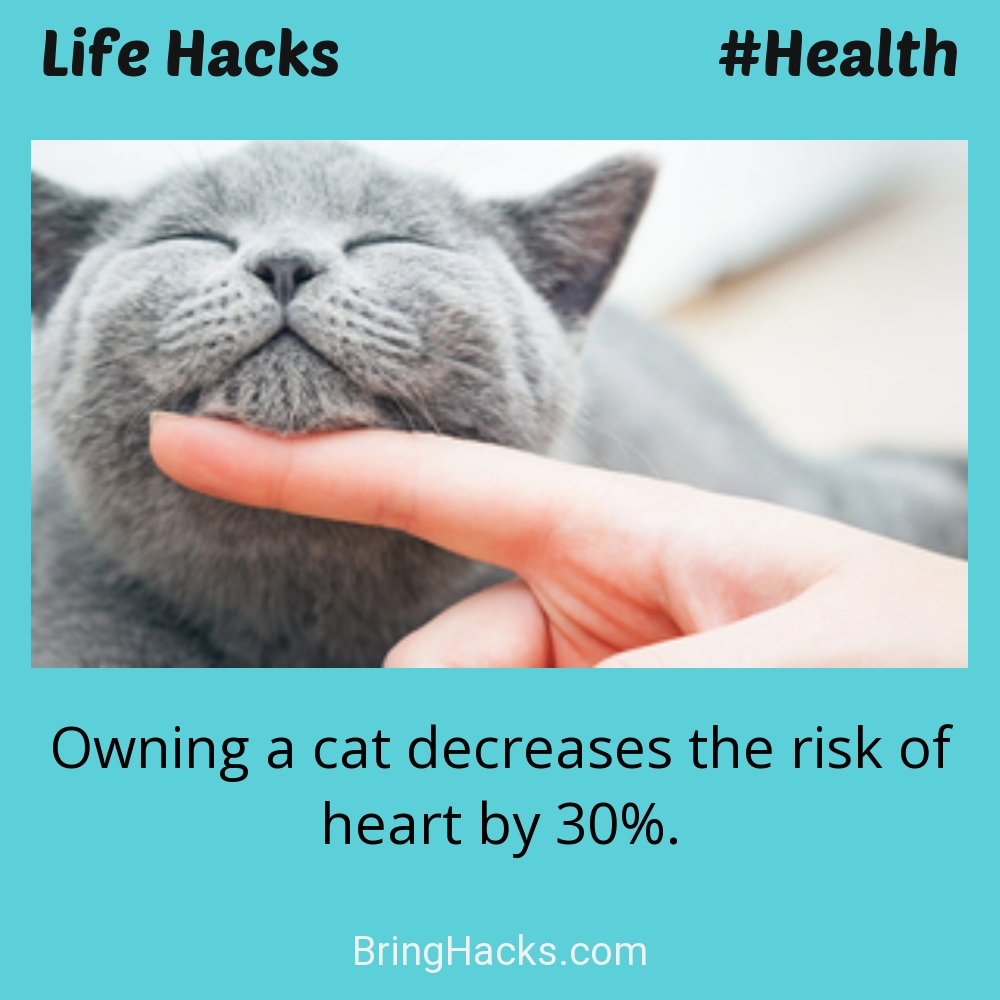 Life Hacks #Health
Owning a cat decreases the risk of
heart by 30%.
BringHacks.com